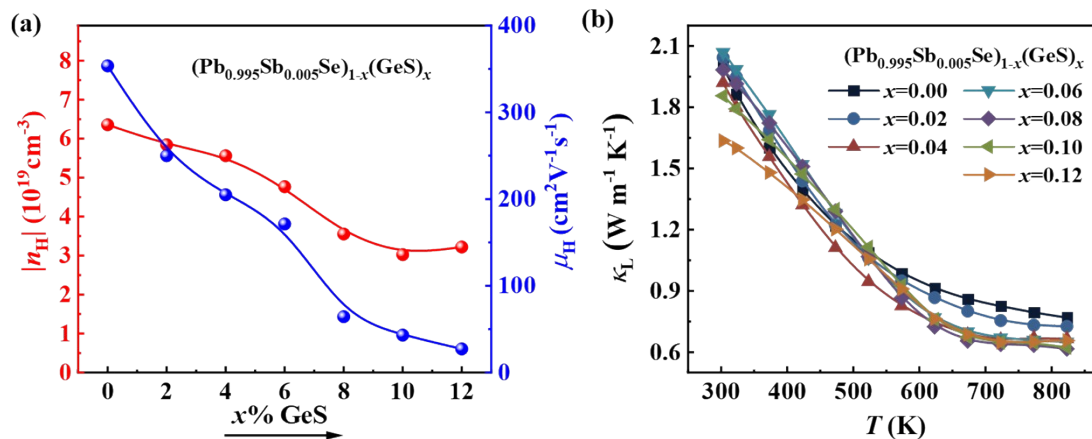 (a)
(Pb0.995Sb0.005Se)1-x(GeS)x
|nH| (10^19 cm^-3)
8
7
6
5
4
3
2
1
0
400
300
200
100
0
μH (cm^2V^-1s^-1)
0 2 4 6 8 10 12
x% GeS
(b)
(Pb0.995Sb0.005Se)1-x(GeS)x
x=0.00 x=0.06
x=0.02 x=0.08
x=0.04 x=0.10
x=0.12
κL (W m^-1 K^-1)
2.1
1.8
1.5
1.2
0.9
0.6
300 400 500 600 700 800
T (K)